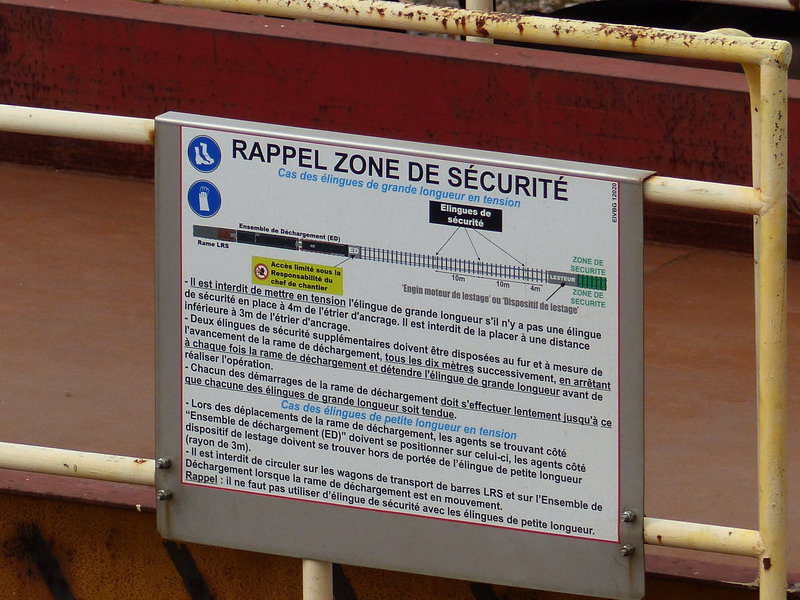 RAPPEL ZONE DE SÉCURITÉ
Cas des élingues de grande longueur en tension
EIVBG 12020
Elingues de
sécurité
Ensemble de Déchargement (ED)
Rame LRS
ED
Accès limité sous la
Responsabilité du
chef de chantier
10m
10m
4m
LESTEUR
ZONE DE
SECURITE
ZONE DE
SECURITE
'Engin moteur de lestage' ou 'Dispositif de lestage'
- Il est interdit de mettre en tension l'élingue de grande longueur s'il n'y a pas une élingue
de sécurité en place à 4m de l'étrier d'ancrage. Il est interdit de la placer à une distance
inférieure à 3m de l'étrier d'ancrage.
- Deux élingues de sécurité supplémentaires doivent être disposées au fur et à mesure de
l'avancement de la rame de déchargement, tous les dix mètres successivement, en arrêtant
à chaque fois la rame de déchargement et détendre l'élingue de grande longueur avant de
réaliser l'opération.
- Chacun des démarrages de la rame de déchargement doit s'effectuer lentement jusqu'à ce
que chacune des élingues de grande longueur soit tendue.
Cas des élingues de petite longueur en tension
- Lors des déplacements de la rame de déchargement, les agents se trouvant côté
"Ensemble de déchargement (ED)" doivent se positionner sur celui-ci, les agents côté
dispositif de lestage doivent se trouver hors de portée de l'élingue de petite longueur
(rayon de 3m).
- Il est interdit de circuler sur les wagons de transport de barres LRS et sur l'Ensemble de
Déchargement lorsque la rame de déchargement est en mouvement.
Rappel : il ne faut pas utiliser d'élingue de sécurité avec les élingues de petite longueur.